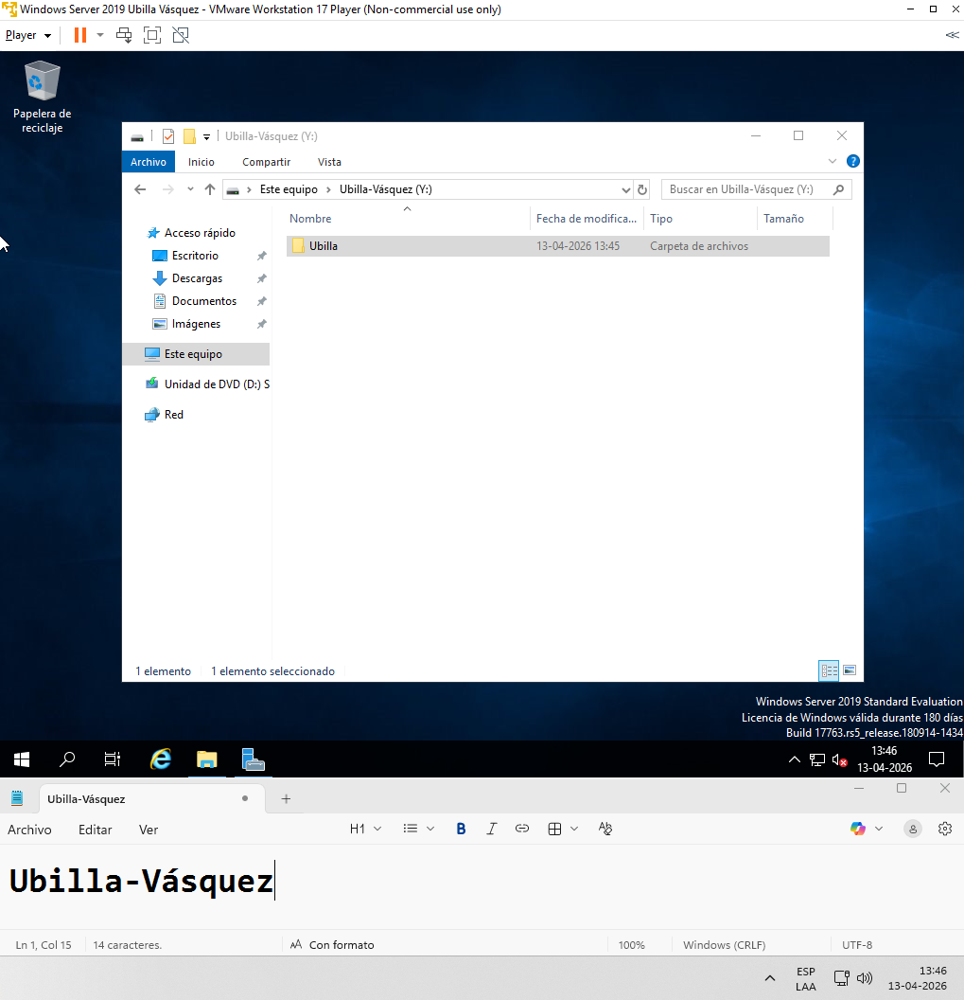 Windows Server 2019 Ubilla Vásquez - VMware Workstation 17 Player (Non-commercial use only)
Player
Papelera de
reciclaje
Ubilla-Vásquez (Y:)
Archivo Inicio Compartir Vista
Este equipo Ubilla-Vásquez (Y:) Buscar en Ubilla-Vásquez (Y:)
Nombre Fecha de modifica... Tipo Tamaño
Acceso rápido
Ubilla 13-04-2026 13:45 Carpeta de archivos
Escritorio
Descargas
Documentos
Imágenes
Este equipo
Unidad de DVD (D:) S
Red
1 elemento 1 elemento seleccionado
Windows Server 2019 Standard Evaluation
Licencia de Windows válida durante 180 días
Build 17763.rs5_release.180914-1434
13:46
13-04-2026
Ubilla-Vásquez
Archivo Editar Ver H1 B I
Ubilla-Vásquez
Ln 1, Col 15 14 caracteres. Con formato 100% Windows (CRLF) UTF-8
ESP
LAA
13:46
13-04-2026